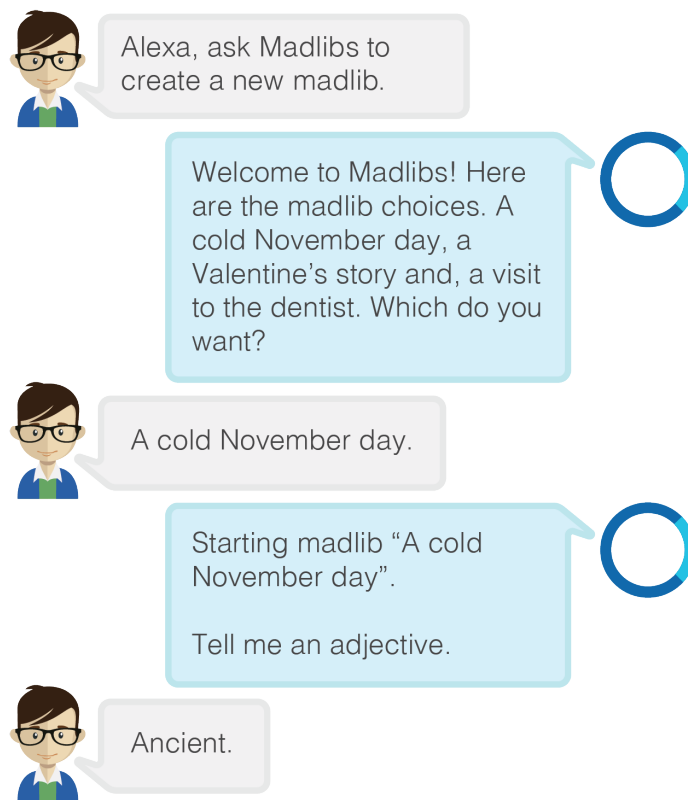 Alexa, ask Madlibs to
create a new madlib.
Welcome to Madlibs! Here
are the madlib choices. A
cold November day, a
Valentine’s story and, a visit
to the dentist. Which do you
want?
A cold November day.
Starting madlib “A cold
November day”.
Tell me an adjective.
Ancient.